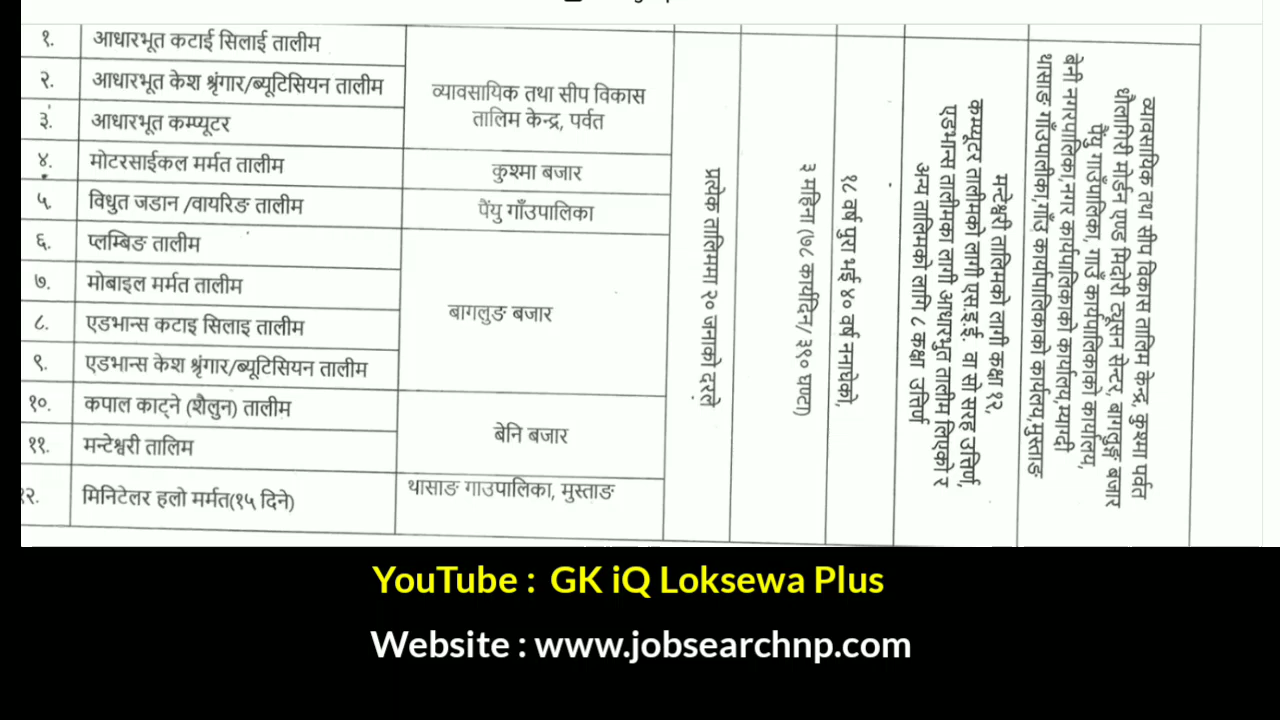 १. आधारभूत कटाई सिलाई तालीम
२. आधारभूत केश श्रृंगार/ब्यूटिसियन तालीम
३. आधारभूत कम्प्यूटर
व्यावसायिक तथा सीप विकास
तालिम केन्द्र, पर्वत
४. मोटरसाईकल मर्मत तालीम
कुश्मा बजार
५. विधुत जडान /वायरिङ तालीम
पैंयु गाँउपालिका
६. प्लम्बिङ तालीम
७. मोबाइल मर्मत तालीम
८. एडभान्स कटाइ सिलाइ तालीम
९. एडभान्स केश श्रृंगार/ब्यूटिसियन तालीम
बागलुङ बजार
१०. कपाल काट्ने (शैलुन) तालीम
११. मन्टेश्वरी तालिम
बेनि बजार
१२. मिनिटेलर हलो मर्मत(१५ दिने)
थासाङ गाउपालिका, मुस्ताङ
प्रत्येक तालिममा २० जनाको दरले
३ महिना (७८ कार्यदिन/ ३९० घण्टा)
१८ वर्ष पुरा भई ४० वर्ष ननाघेको,
मन्टेश्वरी तालिमको लागी कक्षा १२,
कम्प्यूटर तालीमको लागी एस.इ.ई. वा सो सरह उत्तिर्ण,
एडभान्स तालीमका लागी आधारभुत तालीम लिएको र
अन्य तालिमको लागि ८ कक्षा उत्तिर्ण
व्यावसायिक तथा सीप विकास तालिम केन्द्र, कुश्मा पर्वत
धौलागिरी मोर्डन एण्ड मिदोरी ट्यूसन सेन्टर, बागलुङ बजार
पैंयु गाउँपालिका, गाउँ कार्यपालिकाको कार्यालय,
बेनी नगरपालिका,नगर कार्यपालिकाको कार्यालय,म्याग्दी
थासाङ गाँउपालीका,गाँउ कार्यापालिकाको कार्यलय,मुस्ताङ
YouTube : GK iQ Loksewa Plus
Website : www.jobsearchnp.com